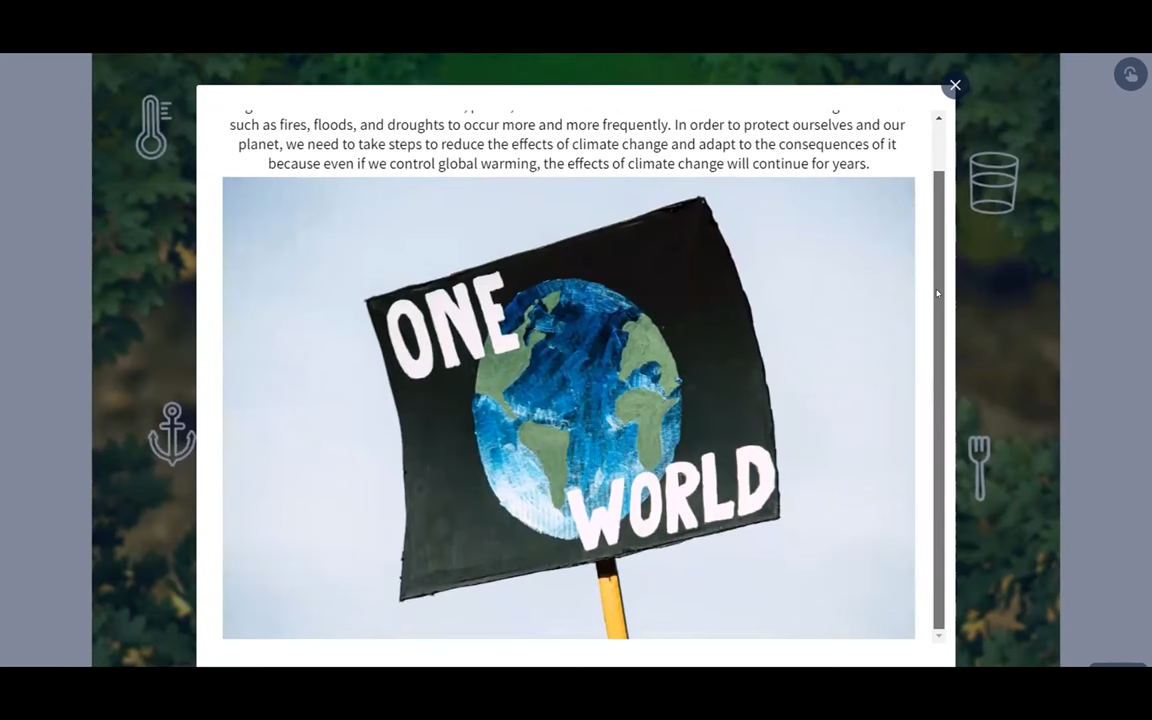 such as fires, floods, and droughts to occur more and more frequently. In order to protect ourselves and our
planet, we need to take steps to reduce the effects of climate change and adapt to the consequences of it
because even if we control global warming, the effects of climate change will continue for years.
ONE
WORLD